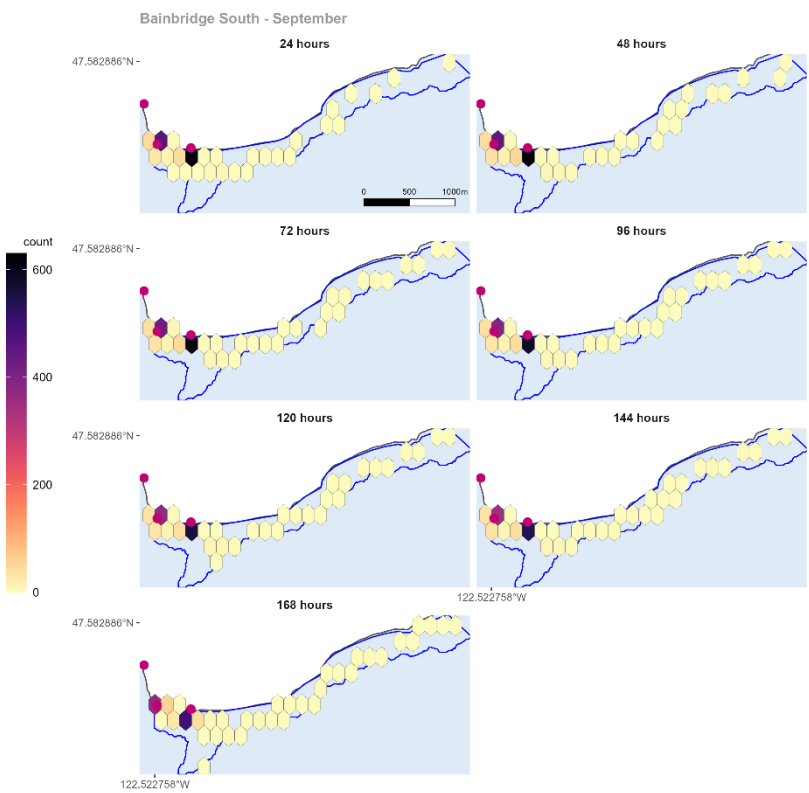 Bainbridge South - September
24 hours
48 hours
47.582886°N
0 500 1000m
72 hours
96 hours
47.582886°N
count
600
400
200
0
120 hours
144 hours
47.582886°N
122.522758°W
168 hours
47.582886°N
122.522758°W